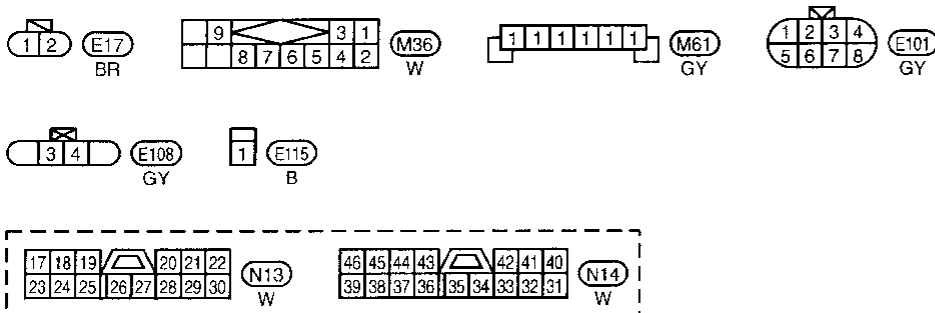 1 2 E17
BR
9 3 1
8 7 6 5 4 2 M36
W
1 1 1 1 1 1 M61
GY
1 2 3 4
5 6 7 8 E101
GY
3 4 E108
GY
1 E115
B
17 18 19 20 21 22
23 24 25 26 27 28 29 30 N13
W
46 45 44 43 42 41 40
39 38 37 36 35 34 33 32 31 N14
W